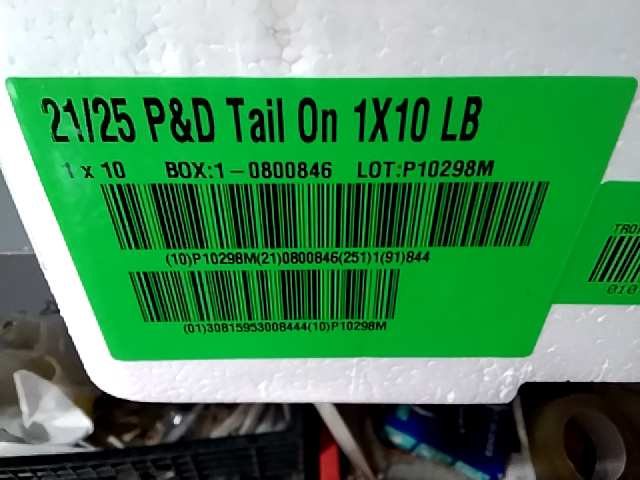 21/25 P&D Tail On 1X10 LB
1 x 10 BOX:1-0800846 LOT:P10298M
(10)P10298M(21)0800846(251)1(91)844
(01)30815953008444(10)P10298M